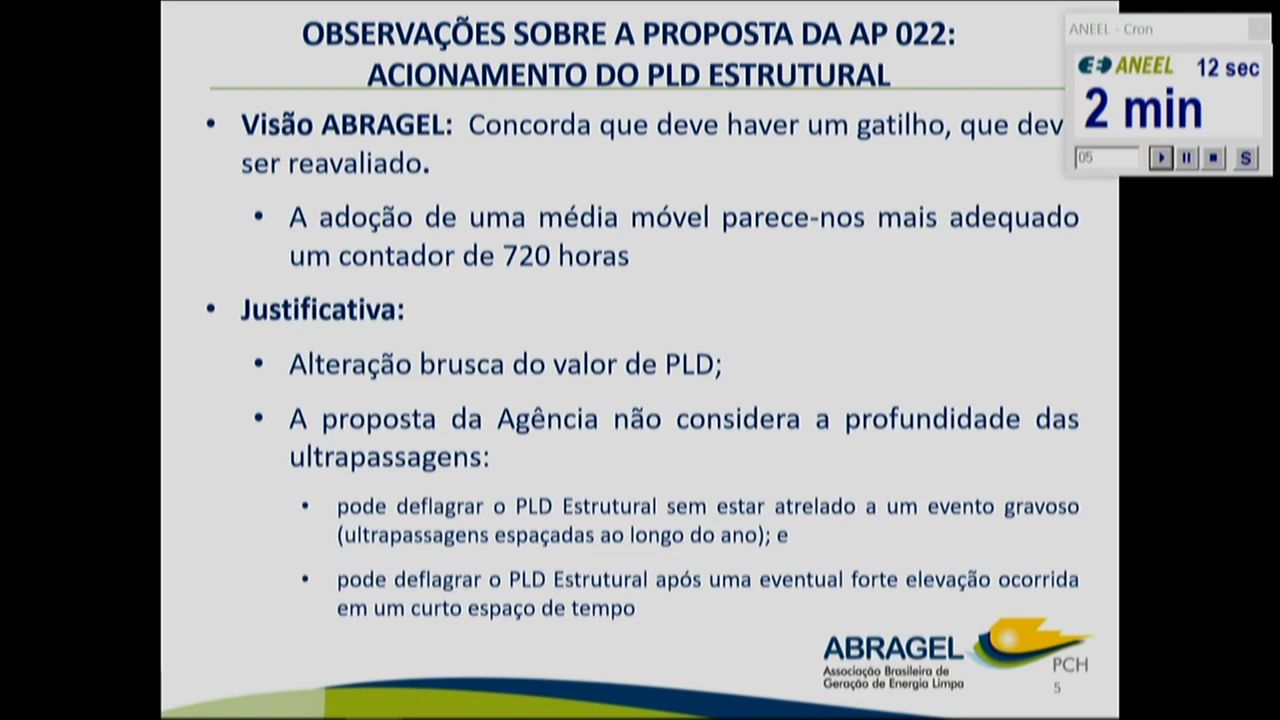 OBSERVAÇÕES SOBRE A PROPOSTA DA AP 022:
ACIONAMENTO DO PLD ESTRUTURAL
ANEEL - Cron
ANEEL 12 sec
2 min
05
S
• Visão ABRAGEL: Concorda que deve haver um gatilho, que dev
ser reavaliado.
• A adoção de uma média móvel parece-nos mais adequado
um contador de 720 horas
• Justificativa:
• Alteração brusca do valor de PLD;
• A proposta da Agência não considera a profundidade das
ultrapassagens:
• pode deflagrar o PLD Estrutural sem estar atrelado a um evento gravoso
(ultrapassagens espaçadas ao longo do ano); e
• pode deflagrar o PLD Estrutural após uma eventual forte elevação ocorrida
em um curto espaço de tempo
ABRAGEL
Associação Brasileira de
Geração de Energia Limpa
PCH
5